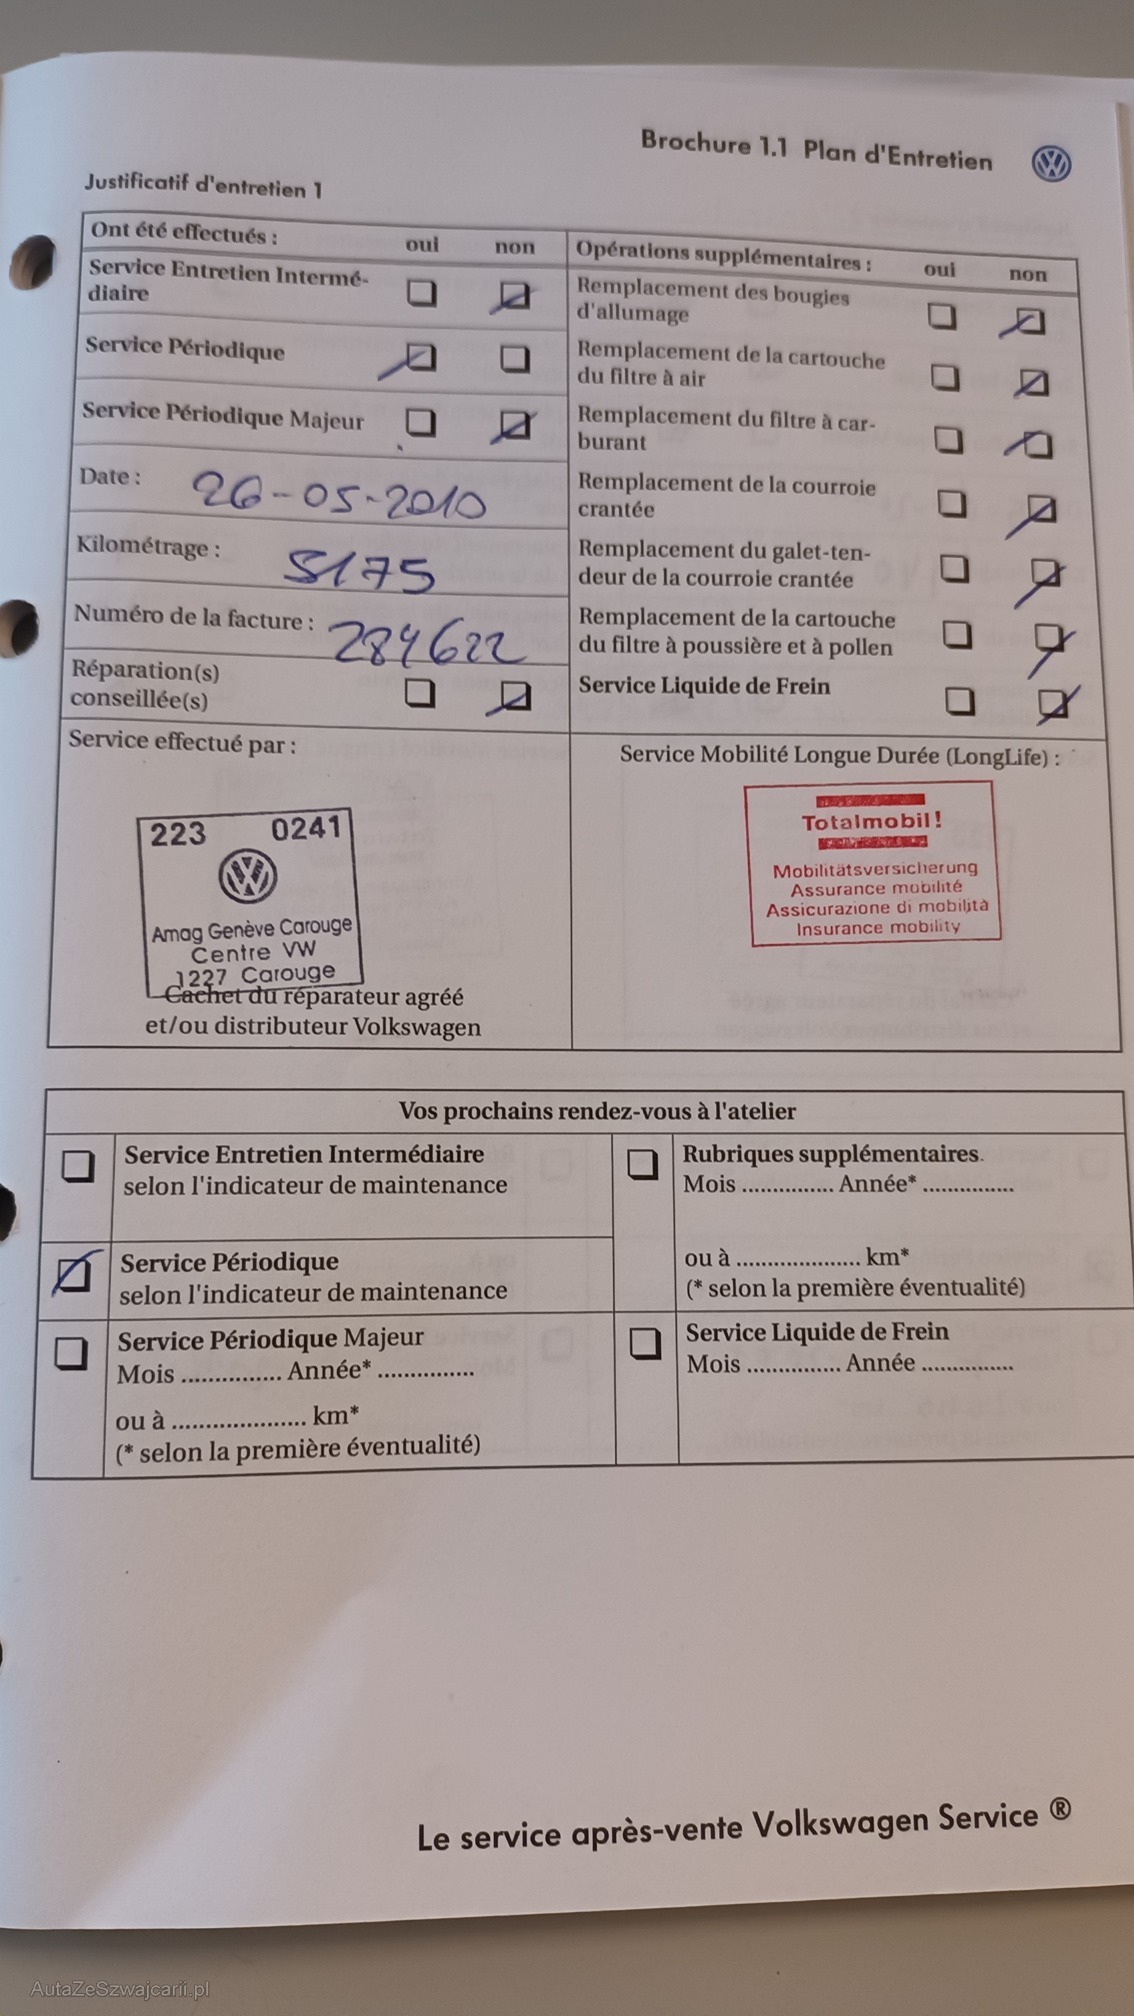 Brochure 1.1 Plan d'Entretien
Justificatif d'entretien 1
Ont été effectués : oui non
Service Entretien Intermé-
diaire
Service Périodique
Service Périodique Majeur
Date : 26-05-2010
Kilométrage : 5175
Numéro de la facture : 284622
Réparation(s)
conseillée(s)
Opérations supplémentaires : oui non
Remplacement des bougies
d'allumage
Remplacement de la cartouche
du filtre à air
Remplacement du filtre à car-
burant
Remplacement de la courroie
crantée
Remplacement du galet-ten-
deur de la courroie crantée
Remplacement de la cartouche
du filtre à poussière et à pollen
Service Liquide de Frein
Service effectué par :
223 0241
Amag Genève Carouge
Centre VW
1227 Carouge
Cachet du réparateur agréé
et/ou distributeur Volkswagen
Service Mobilité Longue Durée (LongLife) :
Totalmobil!
Mobilitätsversicherung
Assurance mobilité
Assicurazione di mobilità
Insurance mobility
Vos prochains rendez-vous à l'atelier
Service Entretien Intermédiaire
selon l'indicateur de maintenance
Service Périodique
selon l'indicateur de maintenance
Service Périodique Majeur
Mois ............... Année* ...............
ou à .................... km*
(* selon la première éventualité)
Rubriques supplémentaires.
Mois ............... Année* ...............
ou à .................... km*
(* selon la première éventualité)
Service Liquide de Frein
Mois ............... Année ...............
Le service après-vente Volkswagen Service ®
AutaZeSzwajcarii.pl